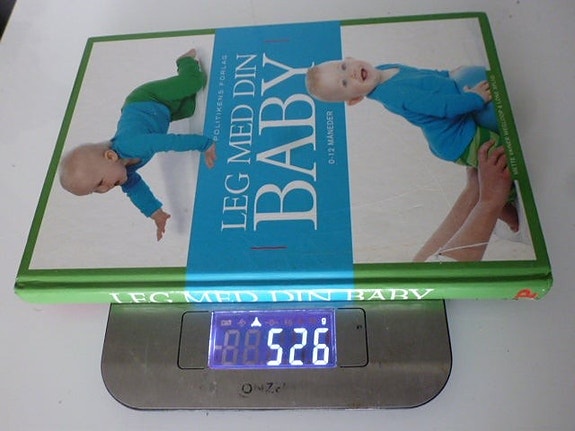 POLITIKENS FORLAG
LEG MED DIN
BABY
0-12 MÅNEDER
LEG MED DIN BABY
526
g